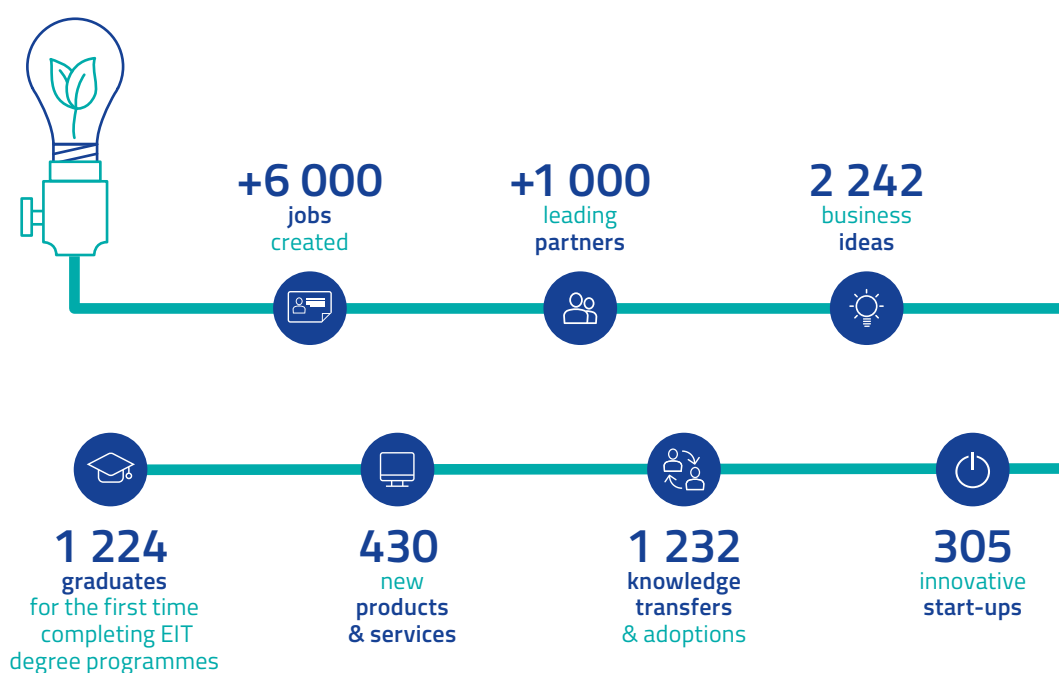 +6 000
jobs
created
+1 000
leading
partners
2 242
business
ideas
1 224
graduates
for the first time
completing EIT
degree programmes
430
new
products
& services
1 232
knowledge
transfers
& adoptions
305
innovative
start-ups